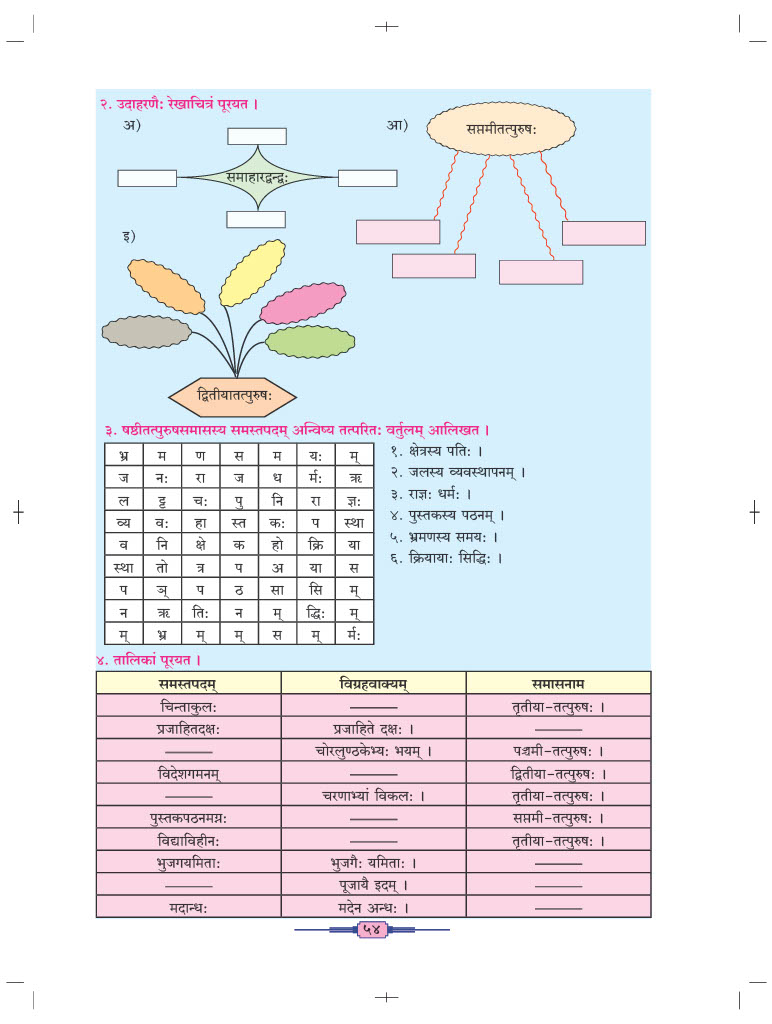 २. उदाहरणैः रेखाचित्रं पूरयत ।
अ)
समाहारद्वन्द्वः
आ)
सप्तमीतत्पुरुषः
इ)
द्वितीयातत्पुरुषः
३. षष्ठीतत्पुरुषसमासस्य समस्तपदम् अन्विष्य तत्परितः वर्तुलम् आलिखत ।
भ्र म ण स म यः म्
ज नः रा ज ध र्मः ऋ
ल ट्ट चः पु नि रा ज्ञः
व्य वः हा स्त कः प स्था
व नि क्षे क हो क्रि या
स्था तो त्र प अ या स
प ञ् प ठ सा सि म्
न ऋ तिः न म् द्धिः म्
म् भ्र म् म् स म् र्मः
१. क्षेत्रस्य पतिः ।
२. जलस्य व्यवस्थापनम् ।
३. राज्ञः धर्मः ।
४. पुस्तकस्य पठनम् ।
५. भ्रमणस्य समयः ।
६. क्रियायाः सिद्धिः ।
४. तालिकां पूरयत ।
समस्तपदम् विग्रहवाक्यम् समासनाम
चिन्ताकुलः ——— तृतीया-तत्पुरुषः ।
प्रजाहितदक्षः प्रजाहिते दक्षः । ———
——— चोरलुण्ठकेभ्यः भयम् । पञ्चमी-तत्पुरुषः ।
विदेशगमनम् ——— द्वितीया-तत्पुरुषः ।
——— चरणाभ्यां विकलः । तृतीया-तत्पुरुषः ।
पुस्तकपठनमग्नः ——— सप्तमी-तत्पुरुषः ।
विद्याविहीनः ——— तृतीया-तत्पुरुषः ।
भुजगयमिताः भुजगैः यमिताः । ———
——— पूजायै इदम् । ———
मदान्धः मदेन अन्धः । ———
५४